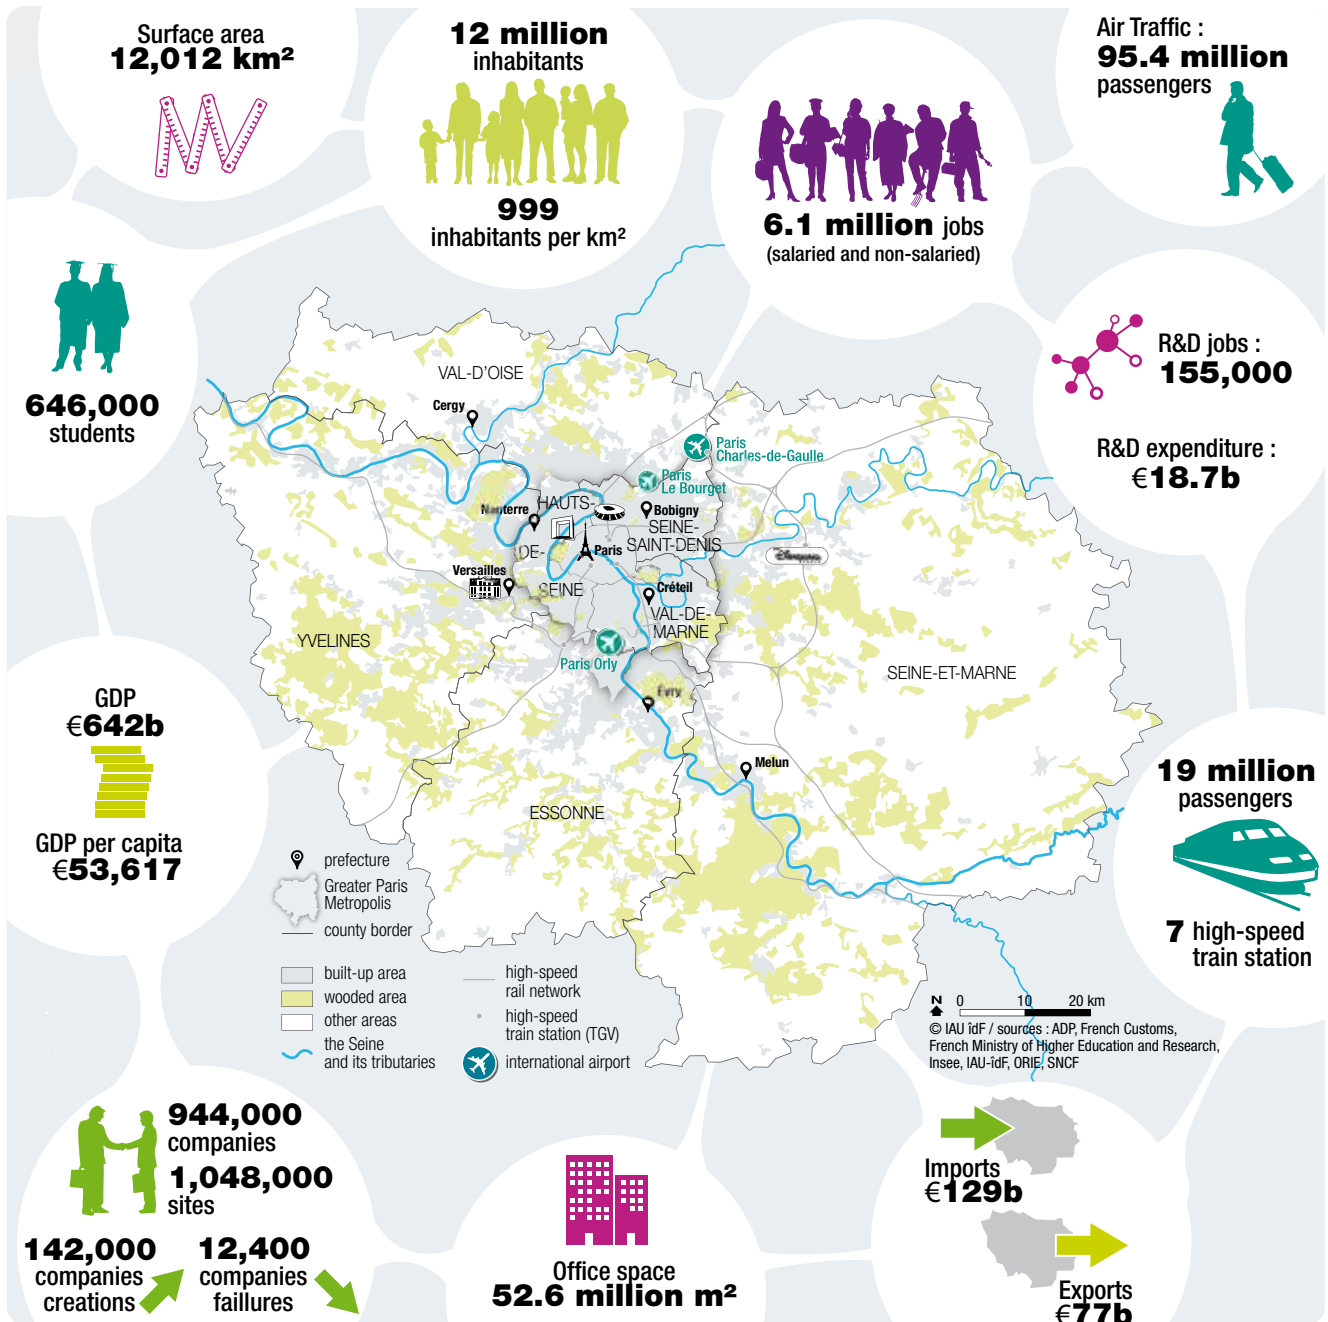 Surface area
12,012 km²
12 million
inhabitants
999
inhabitants per km²
6.1 million jobs
(salaried and non-salaried)
Air Traffic :
95.4 million
passengers
646,000
students
R&D jobs :
155,000
R&D expenditure :
€18.7b
VAL-D'OISE
Cergy
Paris
Charles-de-Gaulle
Paris
Le Bourget
Nanterre
HAUTS-
Bobigny
SEINE-
SAINT-DENIS
DE-
Paris
Versailles
SEINE
Créteil
VAL-DE-
MARNE
YVELINES
Paris Orly
SEINE-ET-MARNE
Évry
Melun
ESSONNE
GDP
€642b
GDP per capita
€53,617
19 million
passengers
7 high-speed
train station
prefecture
Greater Paris
Metropolis
county border
built-up area
wooded area
other areas
the Seine
and its tributaries
high-speed
rail network
high-speed
train station (TGV)
international airport
N 0 10 20 km
© IAU îdF / sources : ADP, French Customs,
French Ministry of Higher Education and Research,
Insee, IAU-îdF, ORIE, SNCF
944,000
companies
1,048,000
sites
142,000
companies
creations
12,400
companies
faillures
Office space
52.6 million m²
Imports
€129b
Exports
€77b